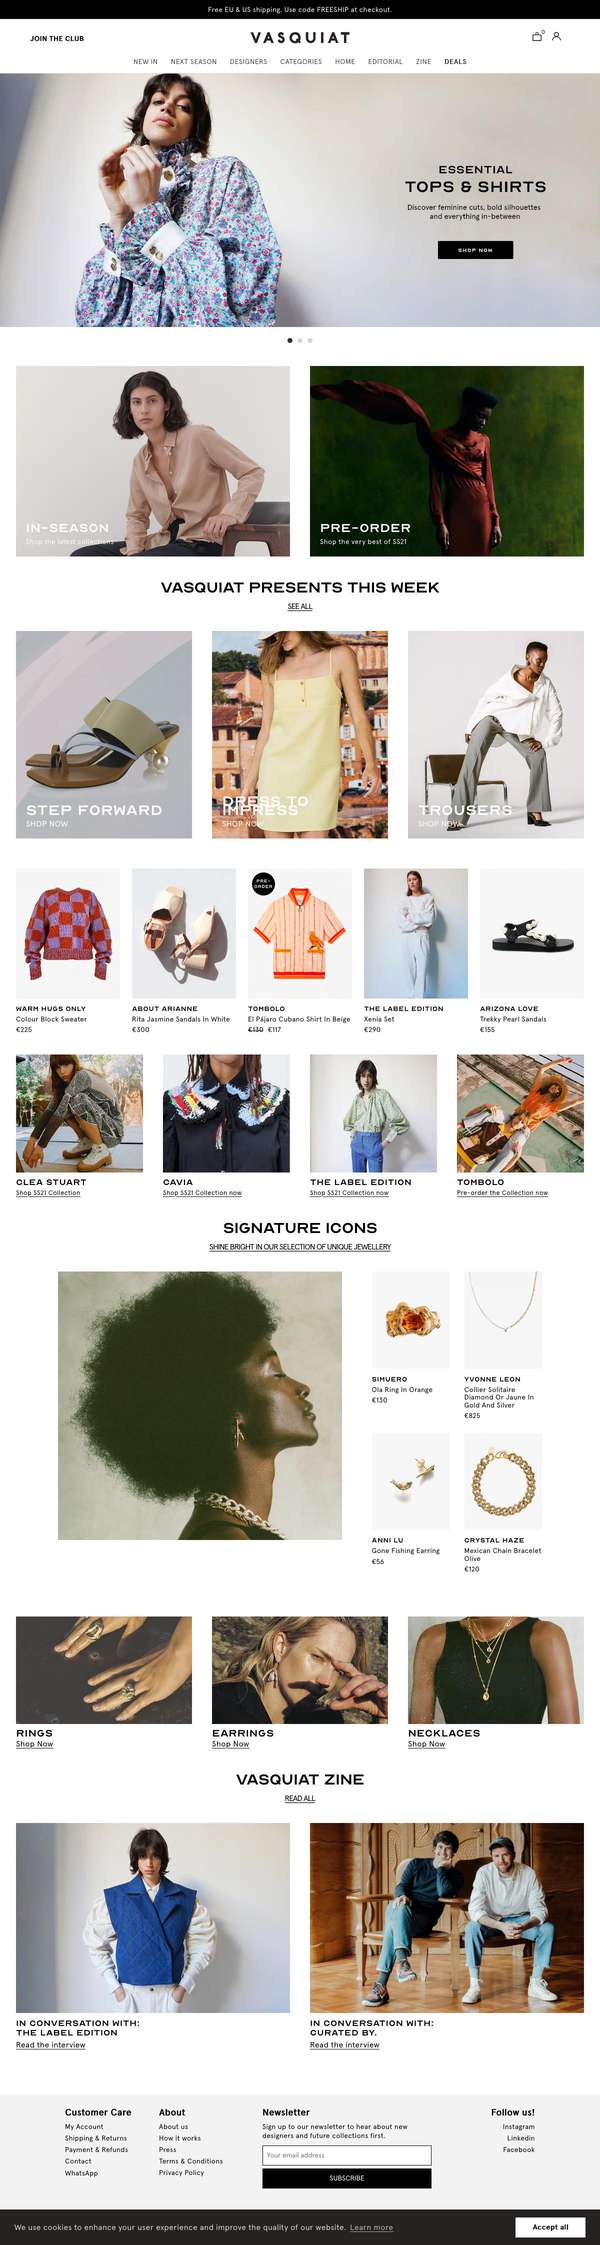 Free EU & US shipping. Use code FREESHIP at checkout.
JOIN THE CLUB
VASQUIAT
0
NEW IN NEXT SEASON DESIGNERS CATEGORIES HOME EDITORIAL ZINE DEALS
ESSENTIAL
TOPS & SHIRTS
Discover feminine cuts, bold silhouettes
and everything in-between
SHOP NOW
IN-SEASON
Shop the latest collections
PRE-ORDER
Shop the very best of SS21
VASQUIAT PRESENTS THIS WEEK
SEE ALL
STEP FORWARD
SHOP NOW
DRESS TO
IMPRESS
SHOP NOW
TROUSERS
SHOP NOW
PRE-
ORDER
WARM HUGS ONLY
Colour Block Sweater
€225
ABOUT ARIANNE
Rita Jasmine Sandals In White
€300
TOMBOLO
El Pájaro Cubano Shirt In Beige
€130 €117
THE LABEL EDITION
Xenia Set
€290
ARIZONA LOVE
Trekky Pearl Sandals
€155
CLEA STUART
Shop SS21 Collection
CAVIA
Shop SS21 Collection now
THE LABEL EDITION
Shop SS21 Collection now
TOMBOLO
Pre-order the Collection now
SIGNATURE ICONS
SHINE BRIGHT IN OUR SELECTION OF UNIQUE JEWELLERY
SIMUERO
Ola Ring In Orange
€130
YVONNE LEON
Collier Solitaire
Diamond Or Jaune In
Gold And Silver
€825
ANNI LU
Gone Fishing Earring
€56
CRYSTAL HAZE
Mexican Chain Bracelet
Olive
€120
RINGS
Shop Now
EARRINGS
Shop Now
NECKLACES
Shop Now
VASQUIAT ZINE
READ ALL
IN CONVERSATION WITH:
THE LABEL EDITION
Read the interview
IN CONVERSATION WITH:
CURATED BY.
Read the interview
Customer Care
My Account
Shipping & Returns
Payment & Refunds
Contact
WhatsApp
About
About us
How it works
Press
Terms & Conditions
Privacy Policy
Newsletter
Sign up to our newsletter to hear about new
designers and future collections first.
Your email address
SUBSCRIBE
Follow us!
Instagram
Linkedin
Facebook
We use cookies to enhance your user experience and improve the quality of our website. Learn more
Accept all